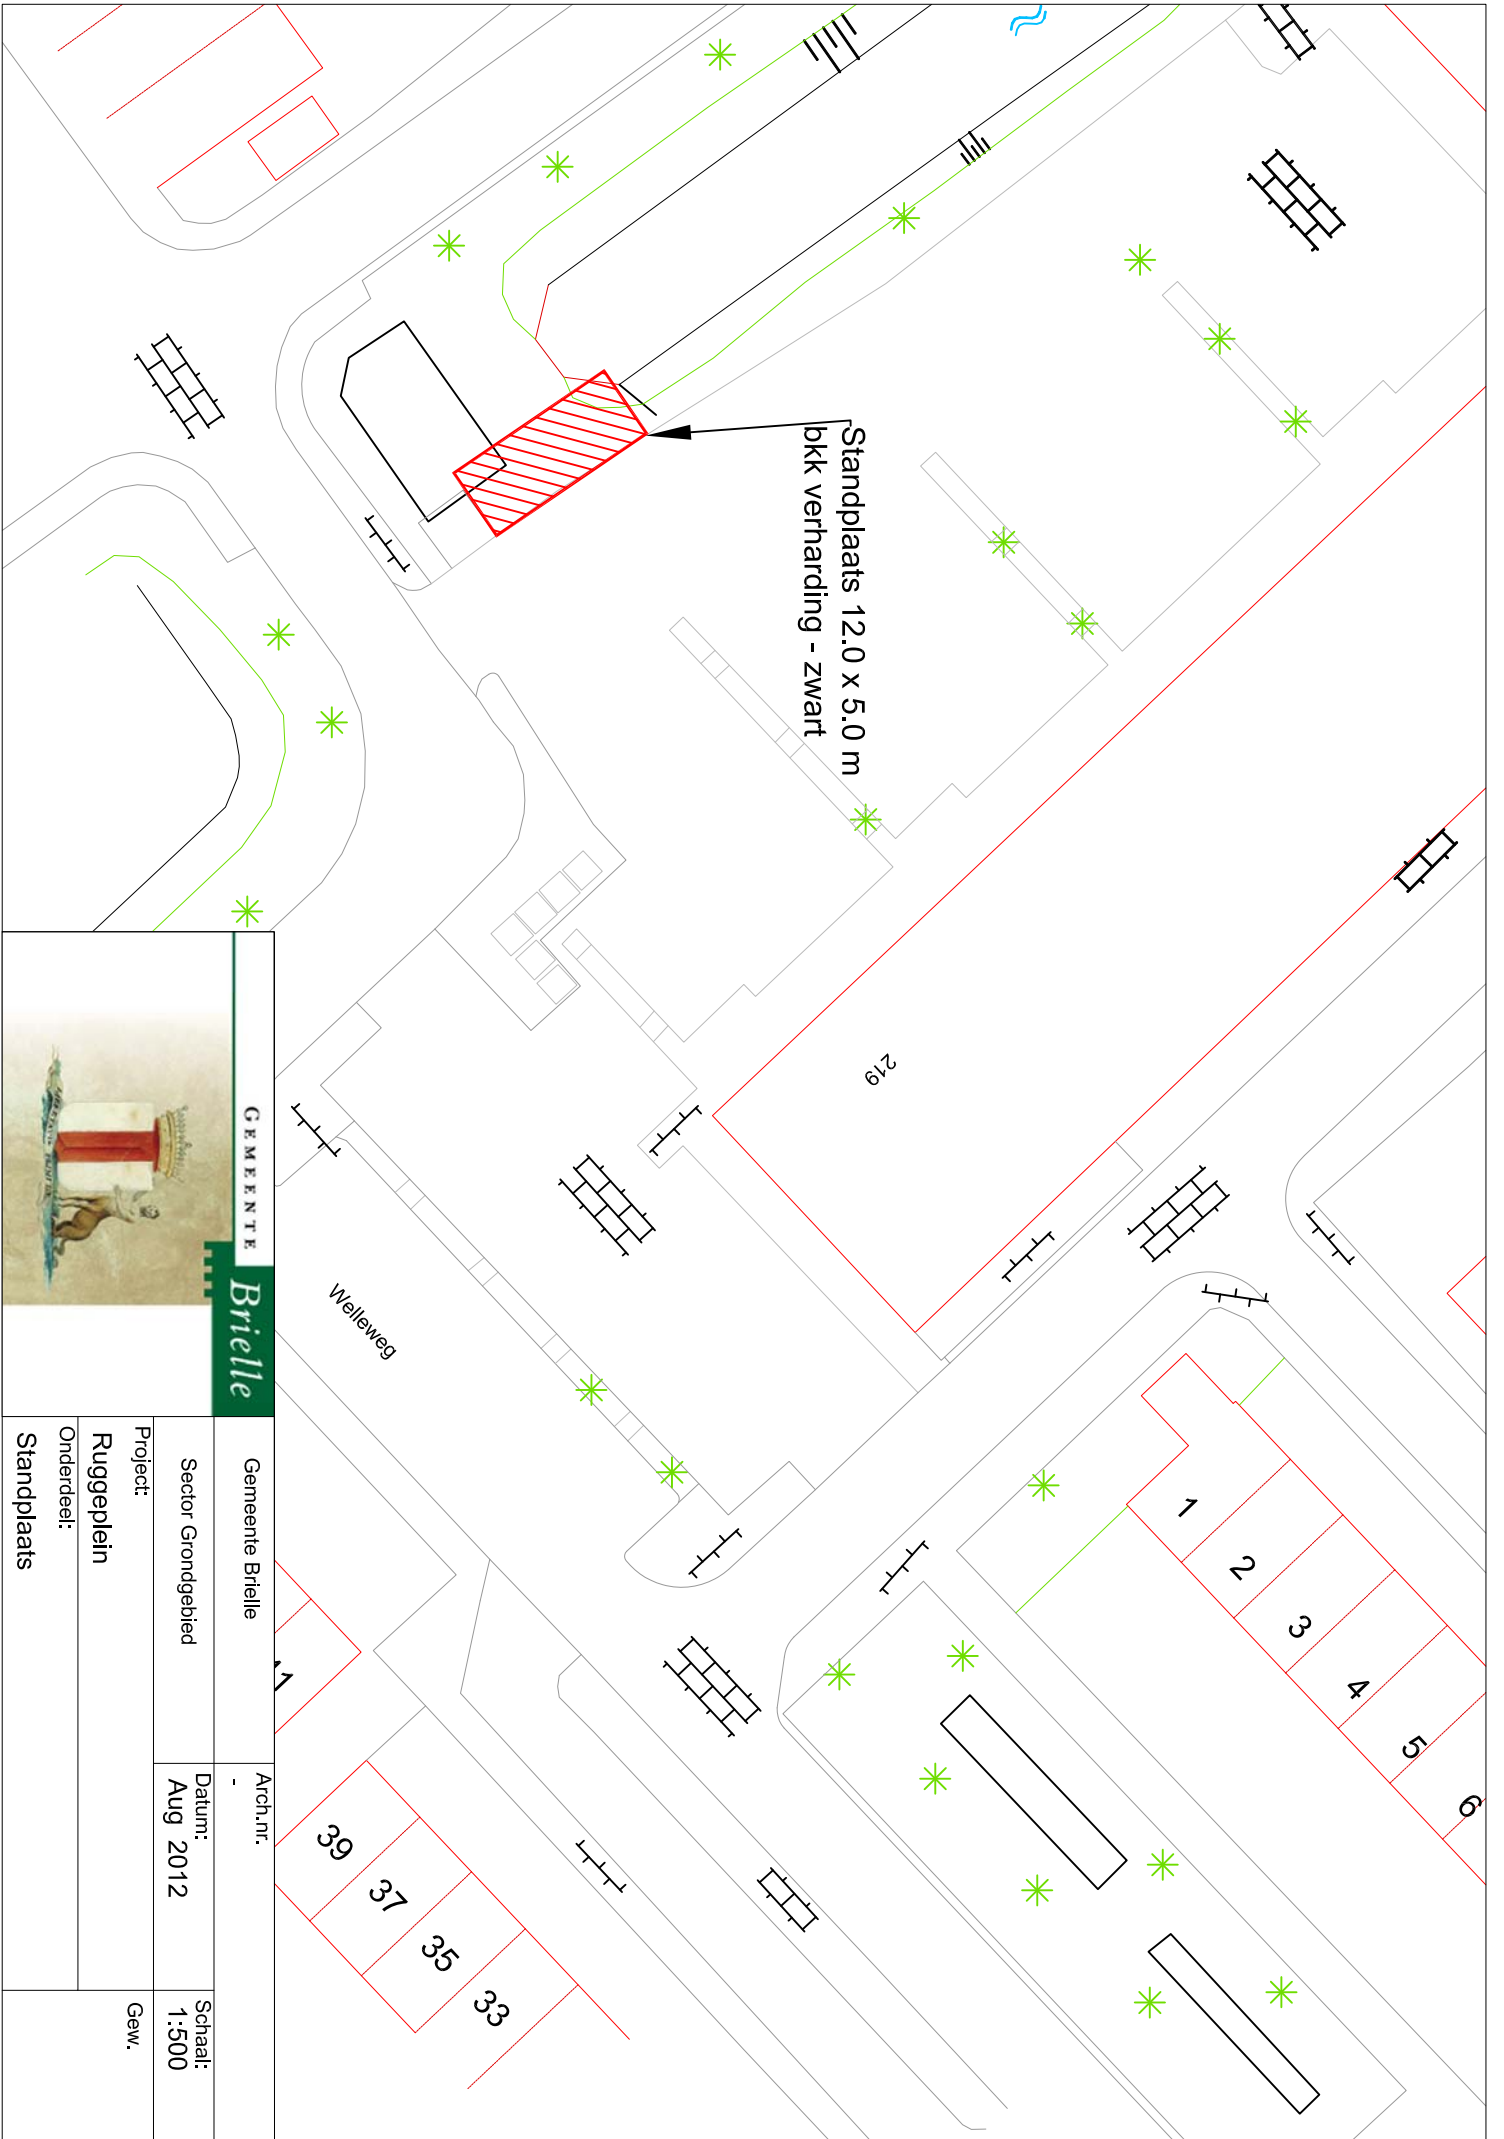 Standplaats 12.0 x 5.0 m
bkk verharding - zwart
219
Welleweg
1
2
3
4
5
6
11
39
37
35
33
GEMEENTE
Brielle
Gemeente Brielle
Arch.nr.
-
Sector Grondgebied
Datum:
Aug 2012
Schaal:
1:500
Project:
Ruggeplein
Gew.
Onderdeel:
Standplaats